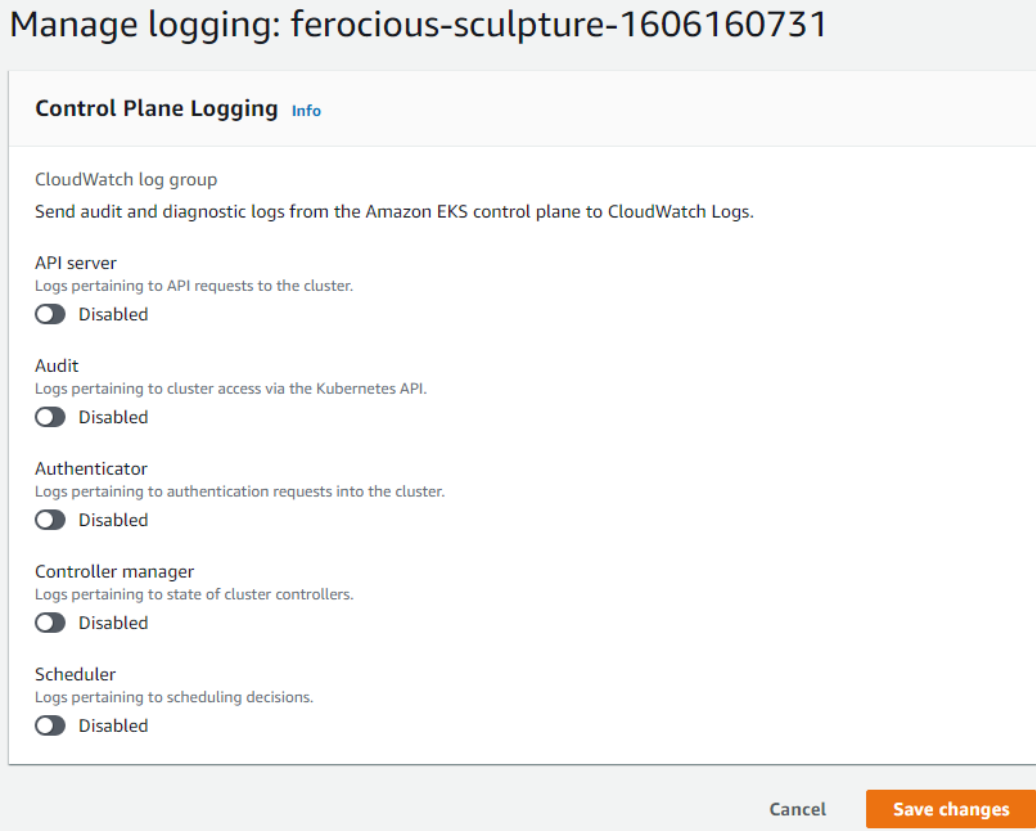 Manage logging: ferocious-sculpture-1606160731
Control Plane Logging Info
CloudWatch log group
Send audit and diagnostic logs from the Amazon EKS control plane to CloudWatch Logs.
API server
Logs pertaining to API requests to the cluster.
Disabled
Audit
Logs pertaining to cluster access via the Kubernetes API.
Disabled
Authenticator
Logs pertaining to authentication requests into the cluster.
Disabled
Controller manager
Logs pertaining to state of cluster controllers.
Disabled
Scheduler
Logs pertaining to scheduling decisions.
Disabled
Cancel Save changes